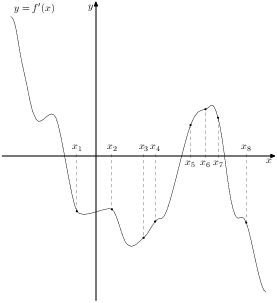 y = f′(x)
y
x₁ x₂ x₃ x₄ x₈
x₅ x₆ x₇
x